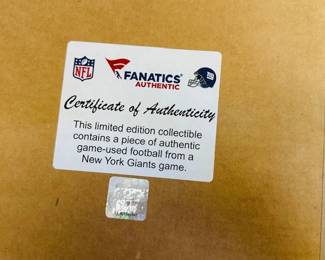 NFL
FANATICS
AUTHENTIC
Certificate of Authenticity
This limited edition collectible
contains a piece of authentic
game-used football from a
New York Giants game.